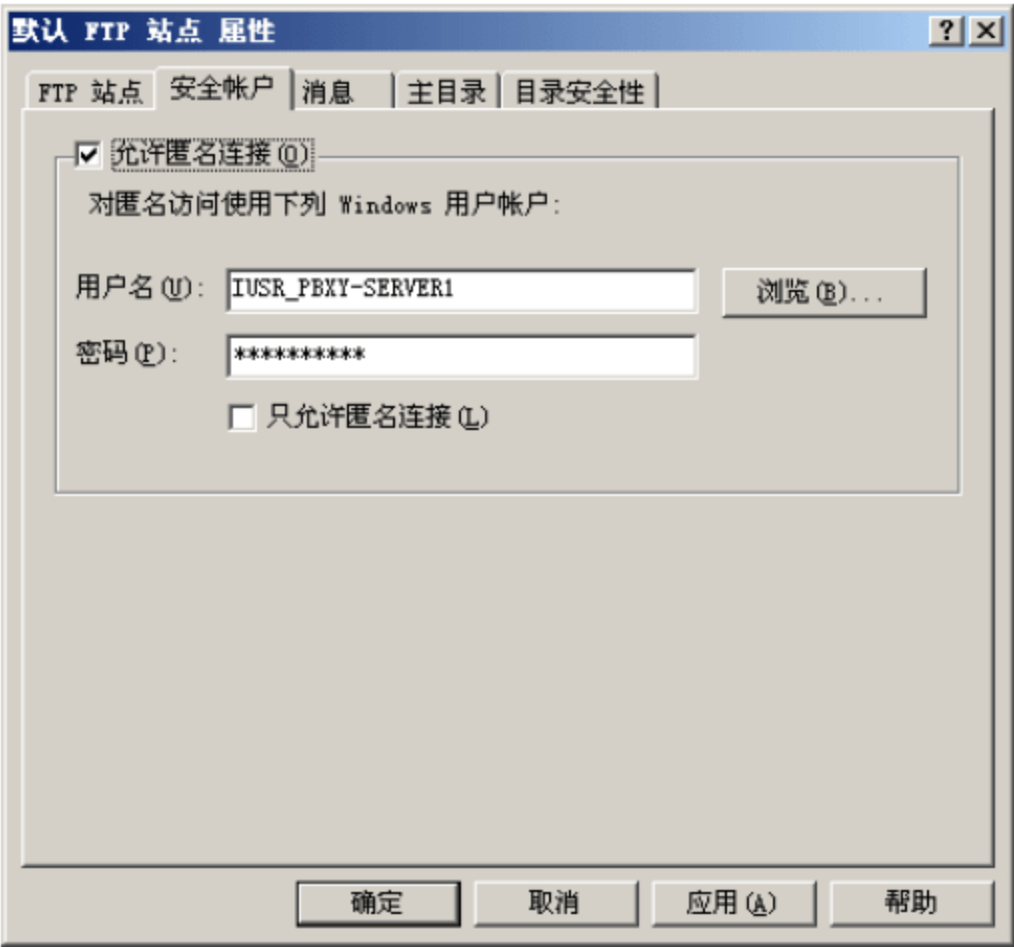 默认 FTP 站点 属性
FTP 站点 安全帐户 消息 主目录 目录安全性
允许匿名连接(O)
对匿名访问使用下列 Windows 用户帐户:
用户名(U): IUSR_PBXY-SERVER1 浏览(B)...
密码(P): **********
只允许匿名连接(L)
确定 取消 应用(A) 帮助